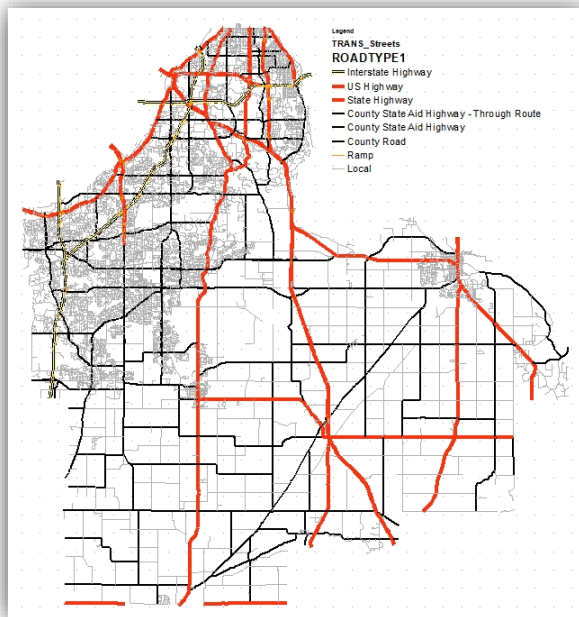 Legend
TRANS_Streets
ROADTYPE1
Interstate Highway
US Highway
State Highway
County State Aid Highway - Through Route
County State Aid Highway
County Road
Ramp
Local